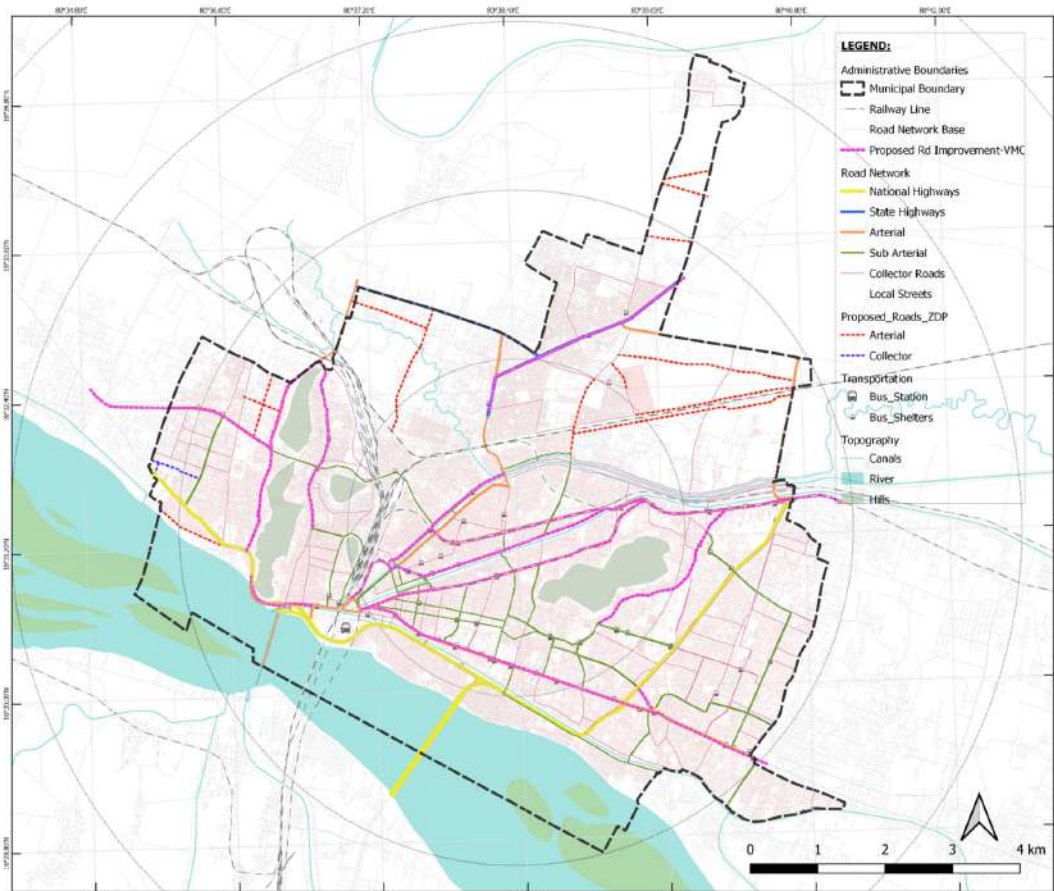 LEGEND:
Administrative Boundaries
Municipal Boundary
Railway Line
Road Network Base
Proposed Rd Improvement-VMC
Road Network
National Highways
State Highways
Arterial
Sub Arterial
Collector Roads
Local Streets
Proposed_Roads_ZDP
Arterial
Collector
Transportation
Bus_Station
Bus_Shelters
Topography
Canals
River
Hills
0 1 2 3 4 km